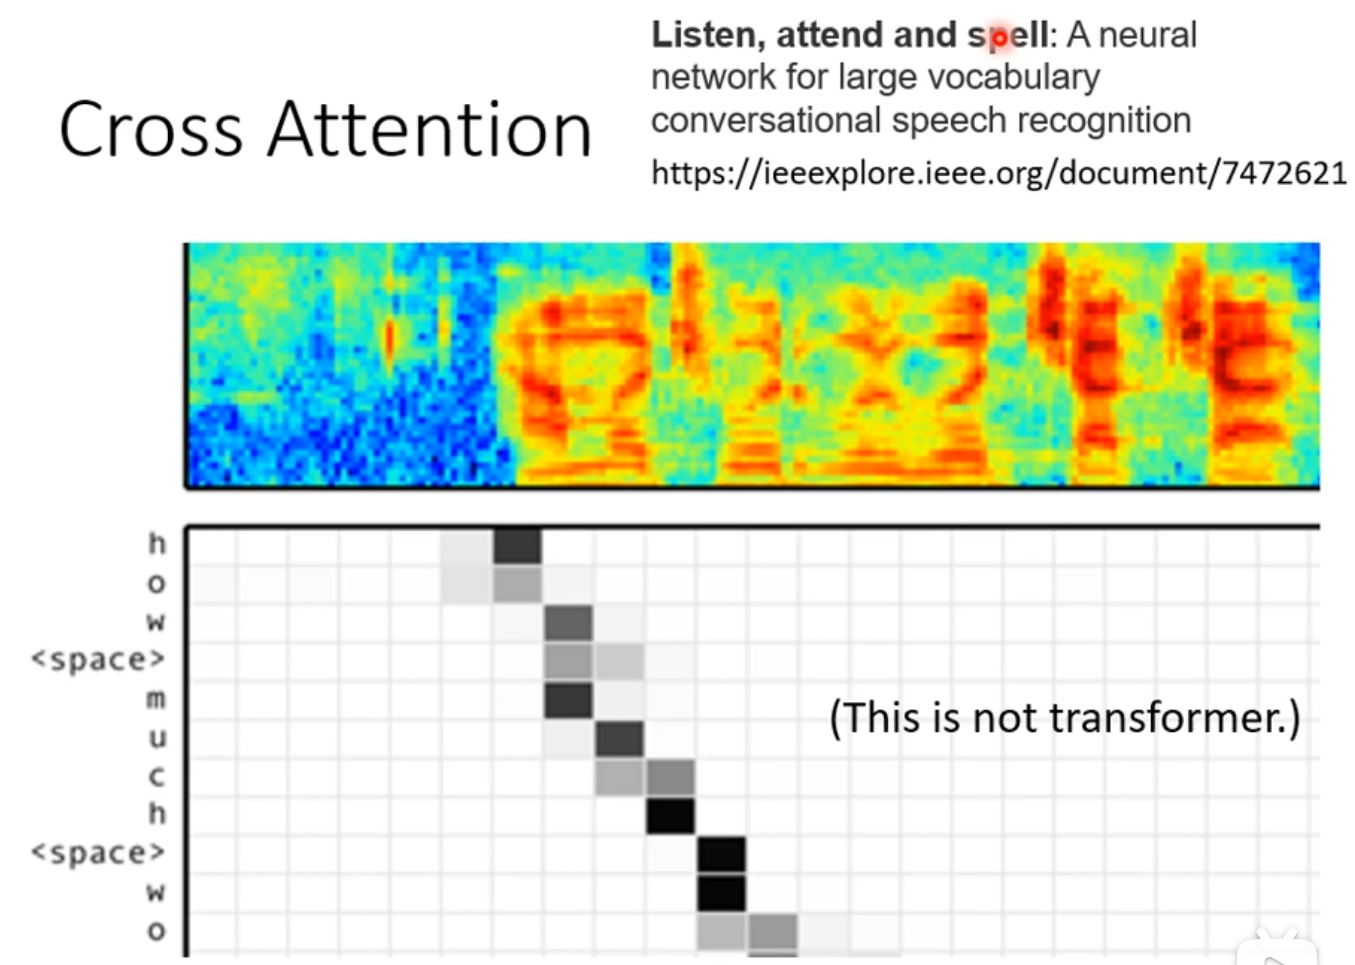 Cross Attention
Listen, attend and spell: A neural
network for large vocabulary
conversational speech recognition
https://ieeexplore.ieee.org/document/7472621
h
o
w
<space>
m
u
c
h
<space>
w
o
(This is not transformer.)